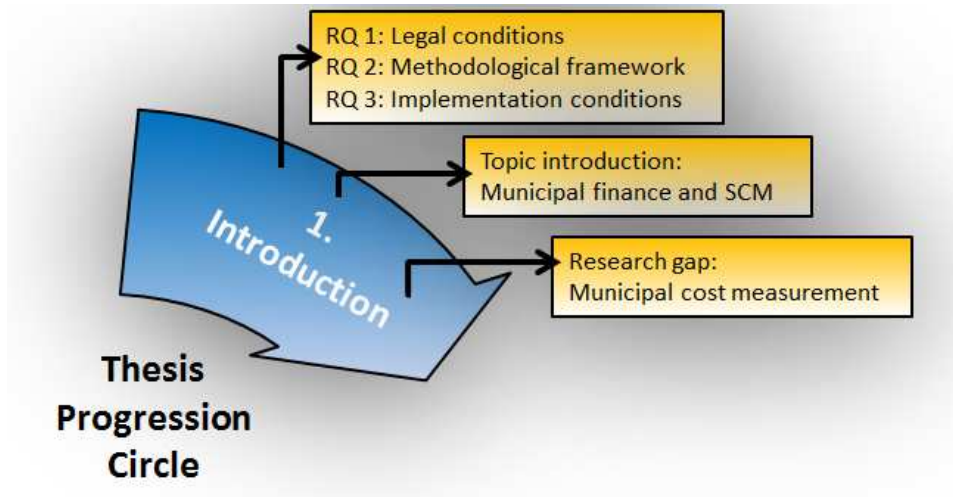 RQ 1: Legal conditions
RQ 2: Methodological framework
RQ 3: Implementation conditions
Topic introduction:
Municipal finance and SCM
Research gap:
Municipal cost measurement
1.
Introduction
Thesis
Progression
Circle